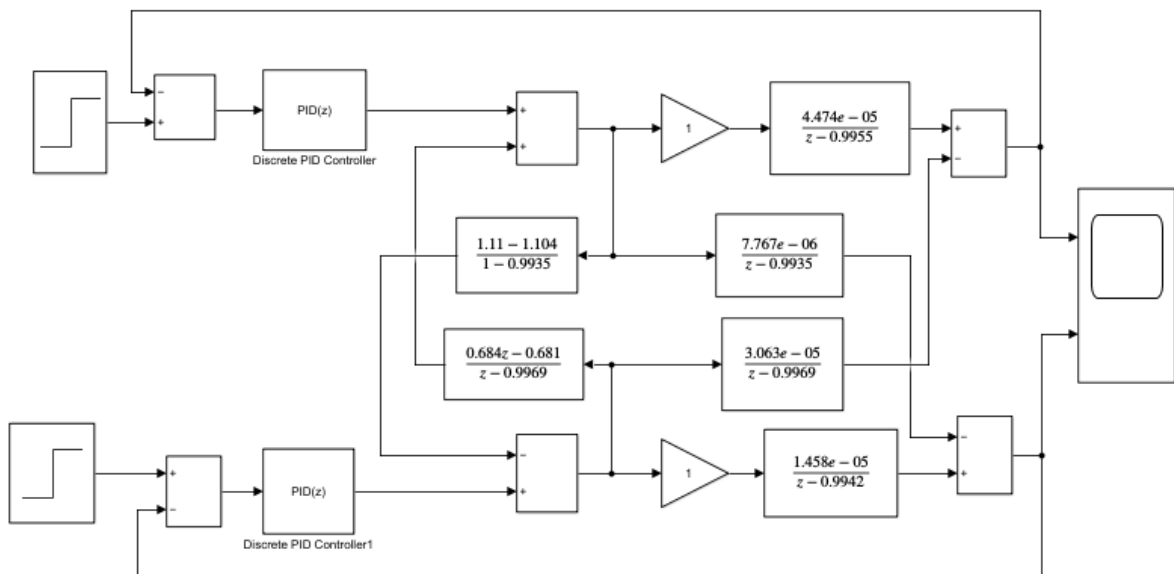 −
+
PID(z)
Discrete PID Controller
+
+
1
4.474e − 05
z − 0.9955
+
−
1.11 − 1.104
1 − 0.9935
7.767e − 06
z − 0.9935
0.684z − 0.681
z − 0.9969
3.063e − 05
z − 0.9969
+
−
PID(z)
Discrete PID Controller1
−
+
1
1.458e − 05
z − 0.9942
−
+